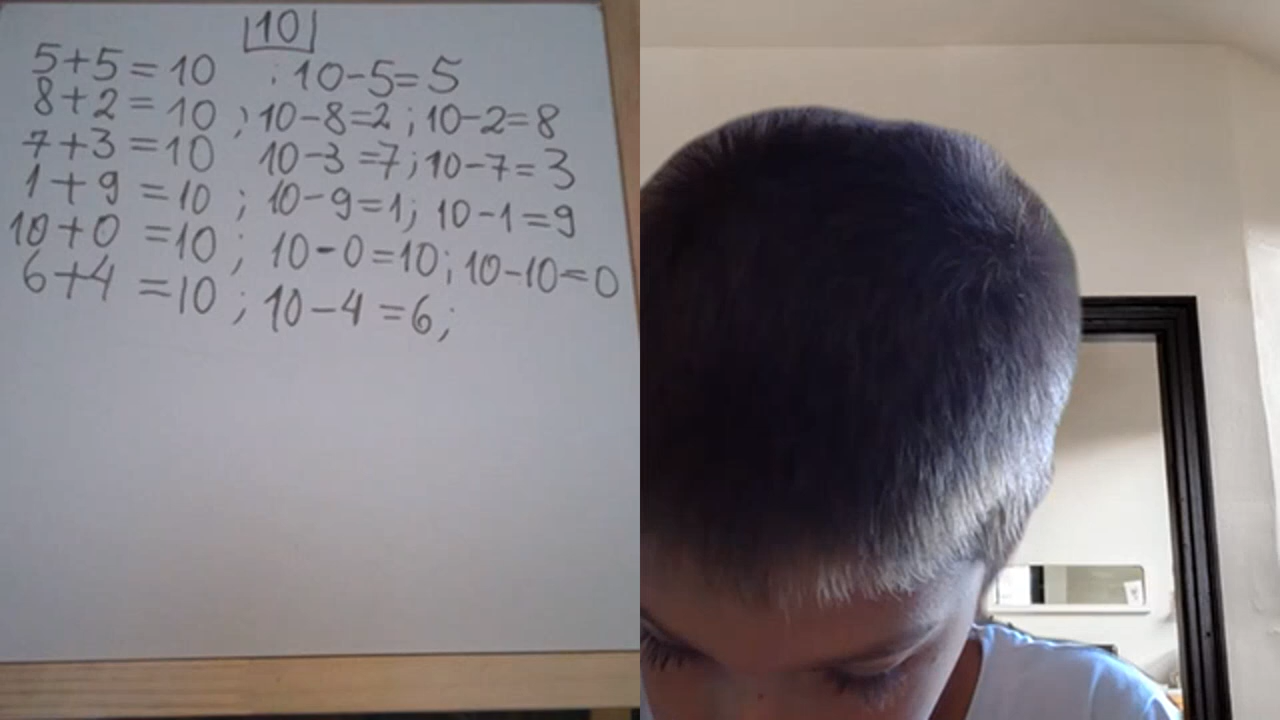 10
5+5=10 ; 10-5=5
8+2=10 ; 10-8=2 ; 10-2=8
7+3=10 10-3=7 ; 10-7=3
1+9=10 ; 10-9=1; 10-1=9
10+0=10 ; 10-0=10; 10-10=0
6+4=10 ; 10-4=6;